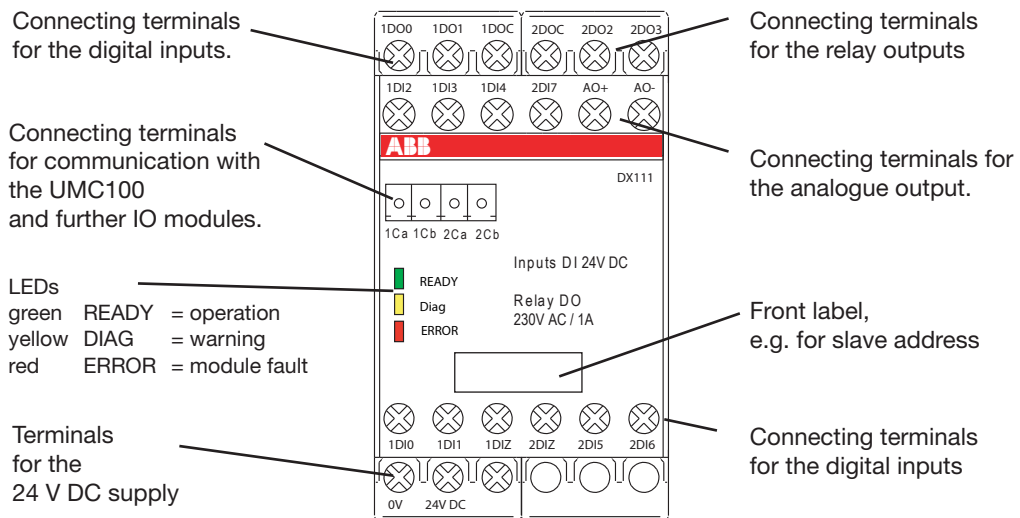 Connecting terminals
for the digital inputs.
Connecting terminals
for communication with
the UMC100
and further IO modules.
LEDs
green READY = operation
yellow DIAG = warning
red ERROR = module fault
Terminals
for the
24 V DC supply
1DO0 1DO1 1DOC 2DOC 2DO2 2DO3
1DI2 1DI3 1DI4 2DI7 AO+ AO-
ABB
DX111
1Ca 1Cb 2Ca 2Cb
Inputs DI 24V DC
READY
Diag
ERROR
Relay DO
230V AC / 1A
1DI0 1DI1 1DIZ 2DIZ 2DI5 2DI6
0V 24V DC
Connecting terminals
for the relay outputs
Connecting terminals for
the analogue output.
Front label,
e.g. for slave address
Connecting terminals
for the digital inputs